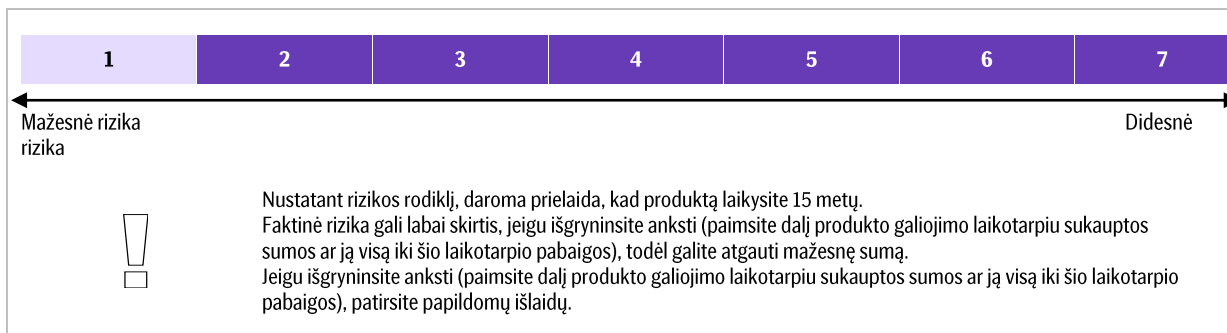 1 2 3 4 5 6 7
Mažesnė rizika Didesnė
rizika
Nustatant rizikos rodiklį, daroma prielaida, kad produktą laikysite 15 metų.
Faktinė rizika gali labai skirtis, jeigu išgryninsite anksti (paimsite dalį produkto galiojimo laikotarpiu sukauptos
sumos ar ją visą iki šio laikotarpio pabaigos), todėl galite atgauti mažesnę sumą.
Jeigu išgryninsite anksti (paimsite dalį produkto galiojimo laikotarpiu sukauptos sumos ar ją visą iki šio laikotarpio
pabaigos), patirsite papildomų išlaidų.